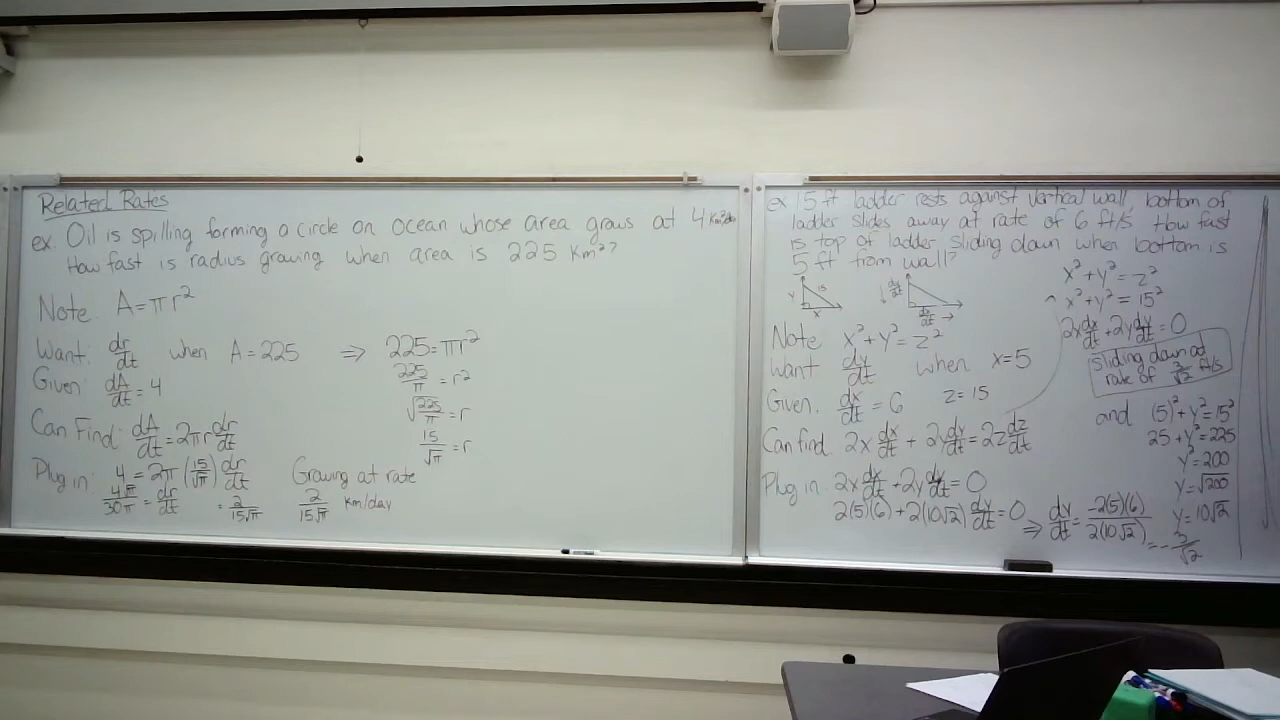 Related Rates
ex. Oil is spilling forming a circle on ocean whose area grows at 4 km²/day
How fast is radius growing when area is 225 km²?
Note. A = πr²
Want: dr/dt when A = 225 ⇒ 225 = πr²
225/π = r²
√(225/π) = r
15/√π = r
Given: dA/dt = 4
Can Find: dA/dt = 2πr dr/dt
Plug in: 4 = 2π (15/√π) dr/dt
4√π/30π = dr/dt = 2/15√π
Growing at rate
2/15√π km/day
ex 15 ft ladder rests against vertical wall, bottom of
ladder slides away at rate of 6 ft/s How fast
is top of ladder sliding down when bottom is
5 ft from wall?
y 15 x
↓ dy/dt dx/dt →
Note x² + y² = z²
Want dy/dt when x = 5
Given. dx/dt = 6 z = 15
Can find. 2x dx/dt + 2y dy/dt = 2z dz/dt
Plug in. 2x dx/dt + 2y dy/dt = 0
2(5)(6) + 2(10√2) dy/dt = 0 ⇒ dy/dt = -2(5)(6)/2(10√2) = -3/√2
x² + y² = z²
x² + y² = 15²
2x dx/dt + 2y dy/dt = 0
sliding down at
rate of 3/√2 ft/s
and (5)² + y² = 15²
25 + y² = 225
y² = 200
y = √200
y = 10√2